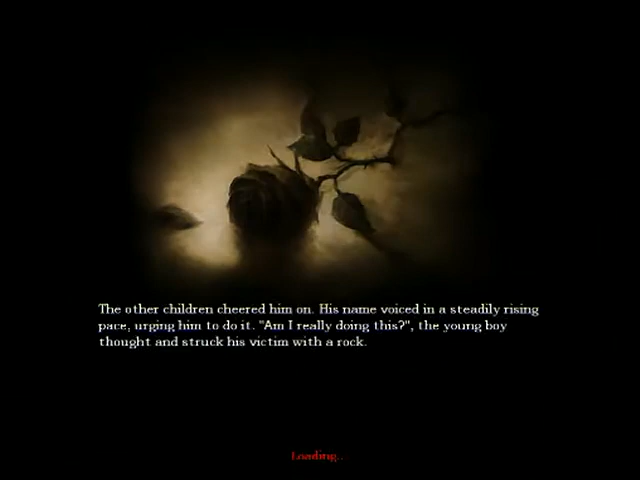 The other children cheered him on. His name voiced in a steadily rising
pace, urging him to do it. "Am I really doing this?", the young boy
thought and struck his victim with a rock.
Loading..